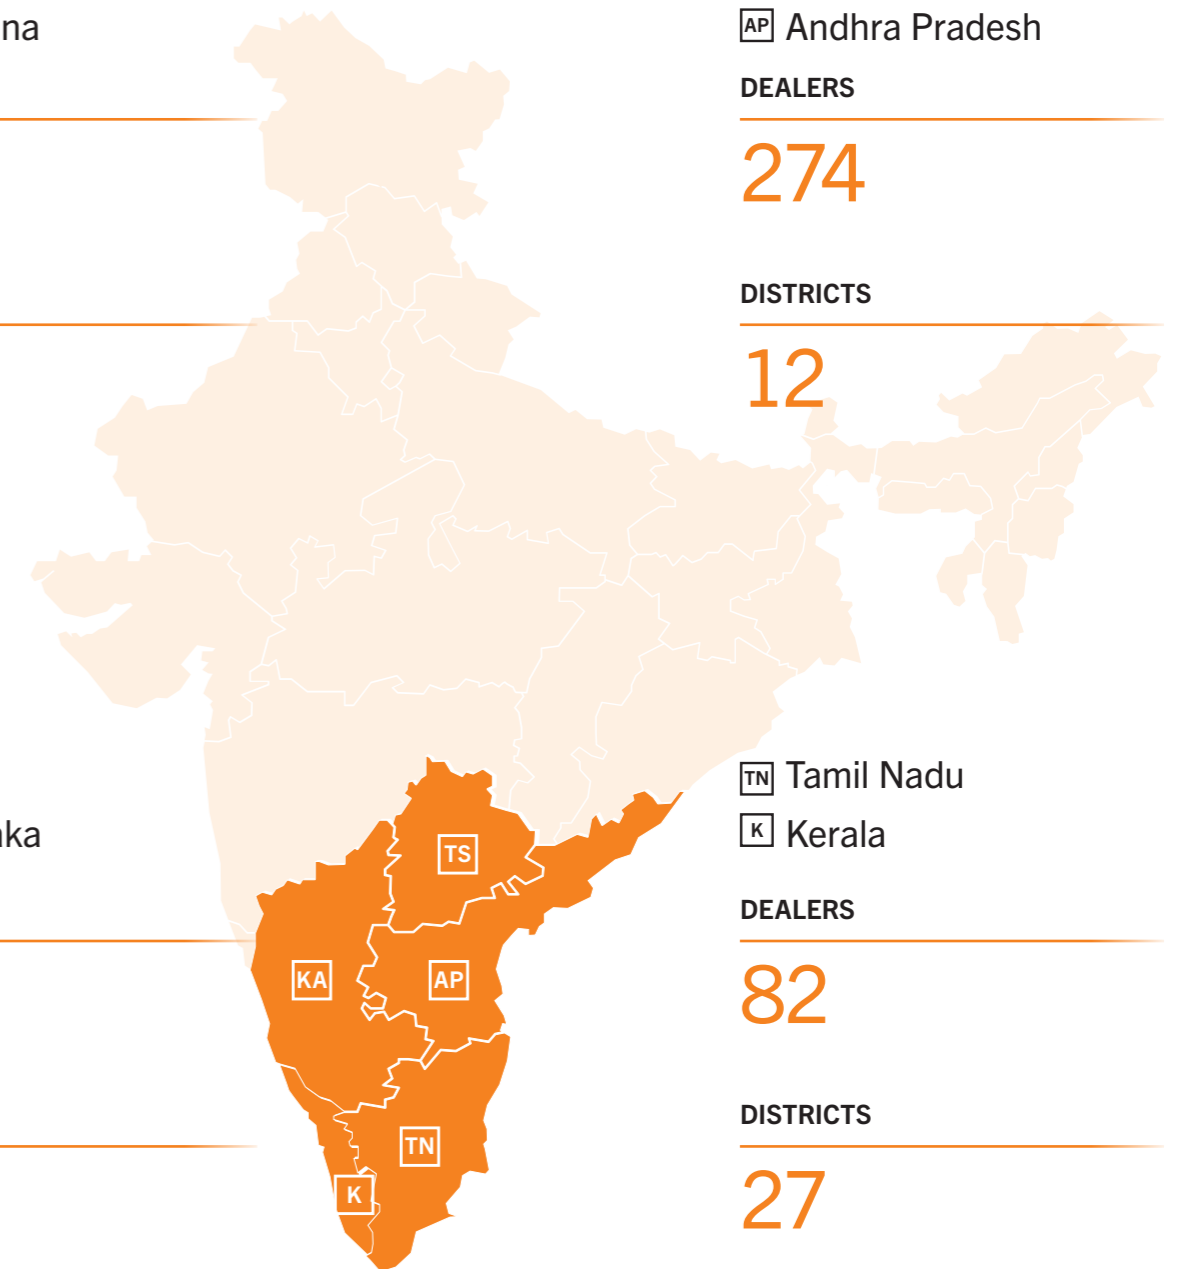 na
AP Andhra Pradesh
DEALERS
274
DISTRICTS
12
TN Tamil Nadu
K Kerala
DEALERS
82
DISTRICTS
27
aka
TS
KA
AP
TN
K